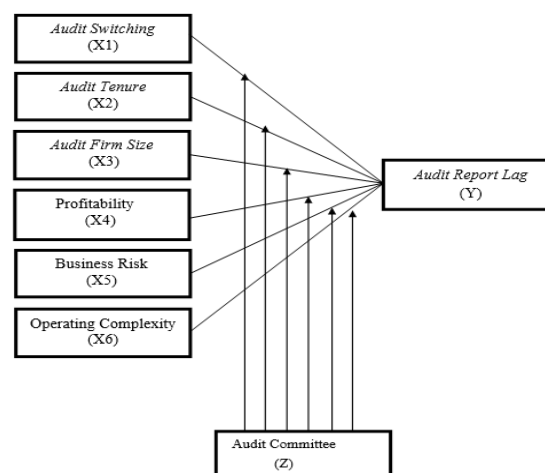 Audit Switching
(X1)
Audit Tenure
(X2)
Audit Firm Size
(X3)
Profitability
(X4)
Business Risk
(X5)
Operating Complexity
(X6)
Audit Report Lag
(Y)
Audit Committee
(Z)